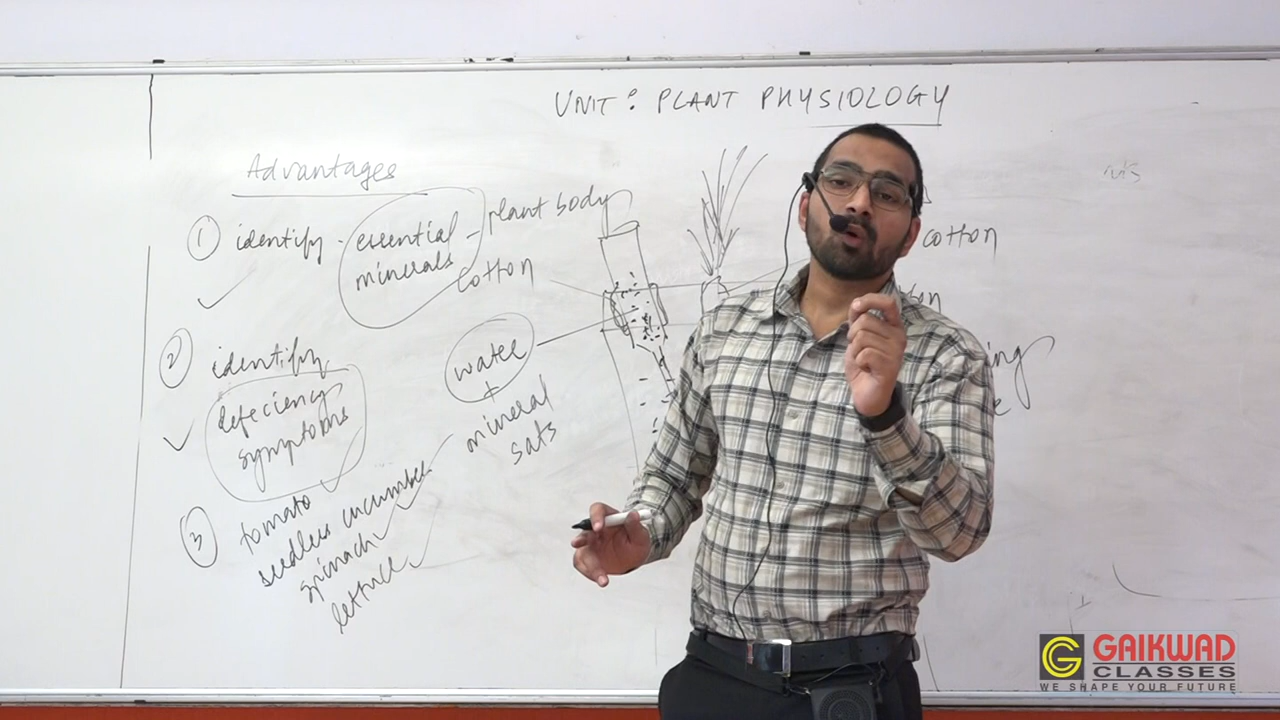 UNIT: PLANT PHYSIOLOGY
Advantages
① identify - essential - plant body
minerals
cotton
cotton
② identify
defeciency
symptoms
water
+
mineral
sats
③ tomato
seedless cucumber
spinach
lettuce
GAIKWAD
CLASSES
WE SHAPE YOUR FUTURE